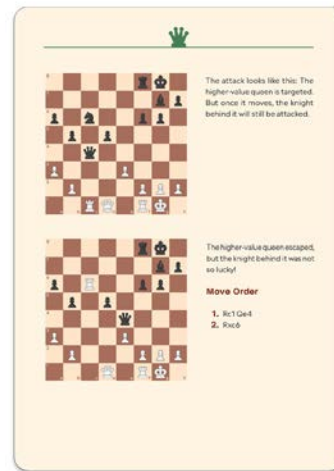 The attack looks like this: The
higher-value queen is targeted.
But once it moves, the knight
behind it will still be attacked.
The higher-value queen escaped,
but the knight behind it was not
so lucky!
Move Order
1. Rc1 Qe4
2. Rxc6